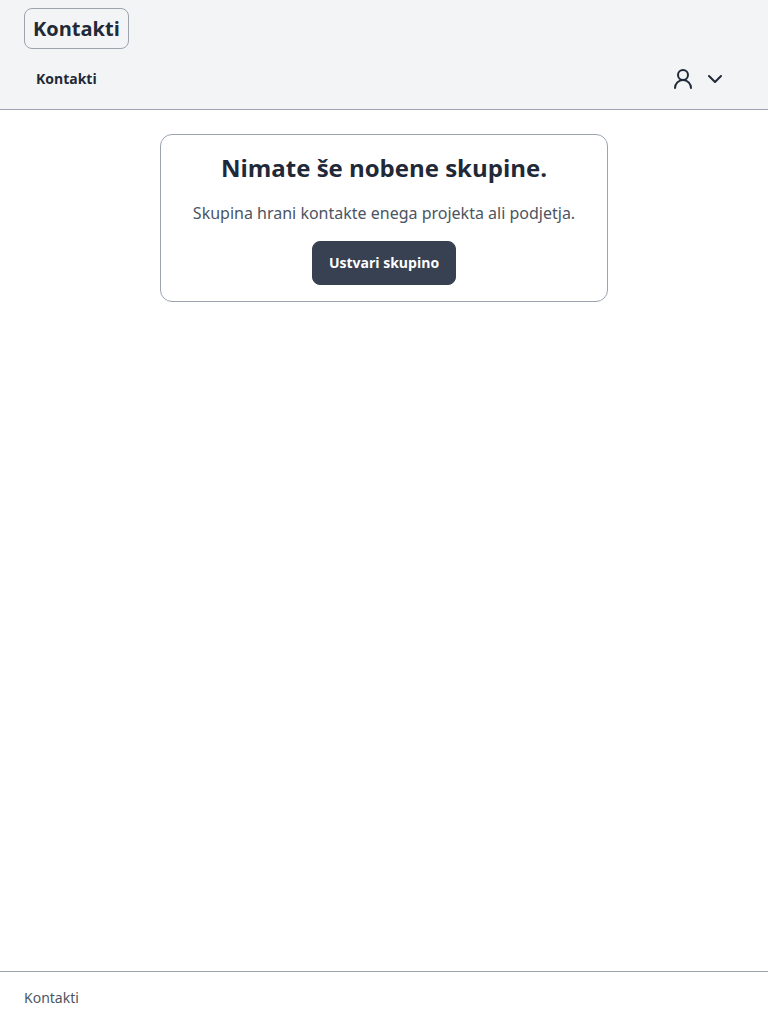 Kontakti
Kontakti
Nimate še nobene skupine.
Skupina hrani kontakte enega projekta ali podjetja.
Ustvari skupino
Kontakti